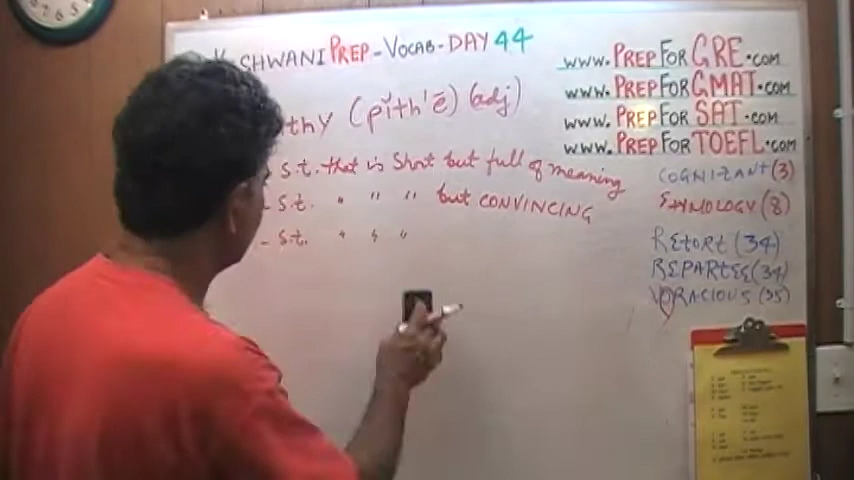 SHWANI PREP - VOCAB - DAY 44
thy (pĭth'ē) (adj)
s.t. that is Short but full of meaning
- s.t. " " " but CONVINCING
- s.t. " " "
www.PREPFORGRE.com
www.PREPFORGMAT.com
www.PREPFORSAT.com
www.PREPFORTOEFL.com
COGNIZANT (3)
ETYMOLOGY (8)
RETORT (34)
REPARTEE (34)
VORACIOUS (35)